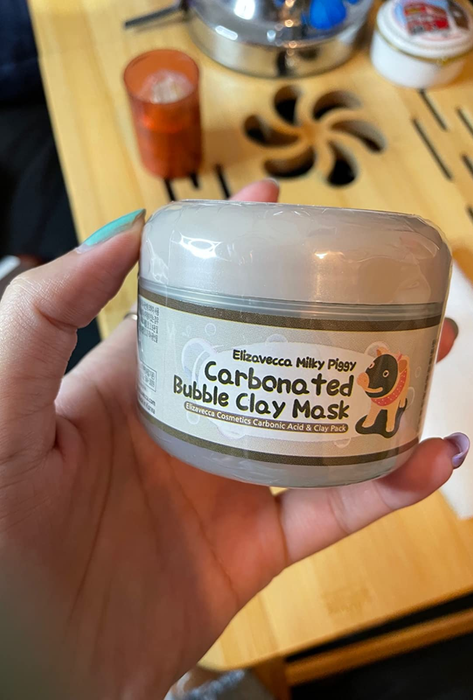 Elizavecca Milky Piggy
Carbonated
Bubble Clay Mask
Elizavecca Cosmetics Carbonic Acid & Clay Pack